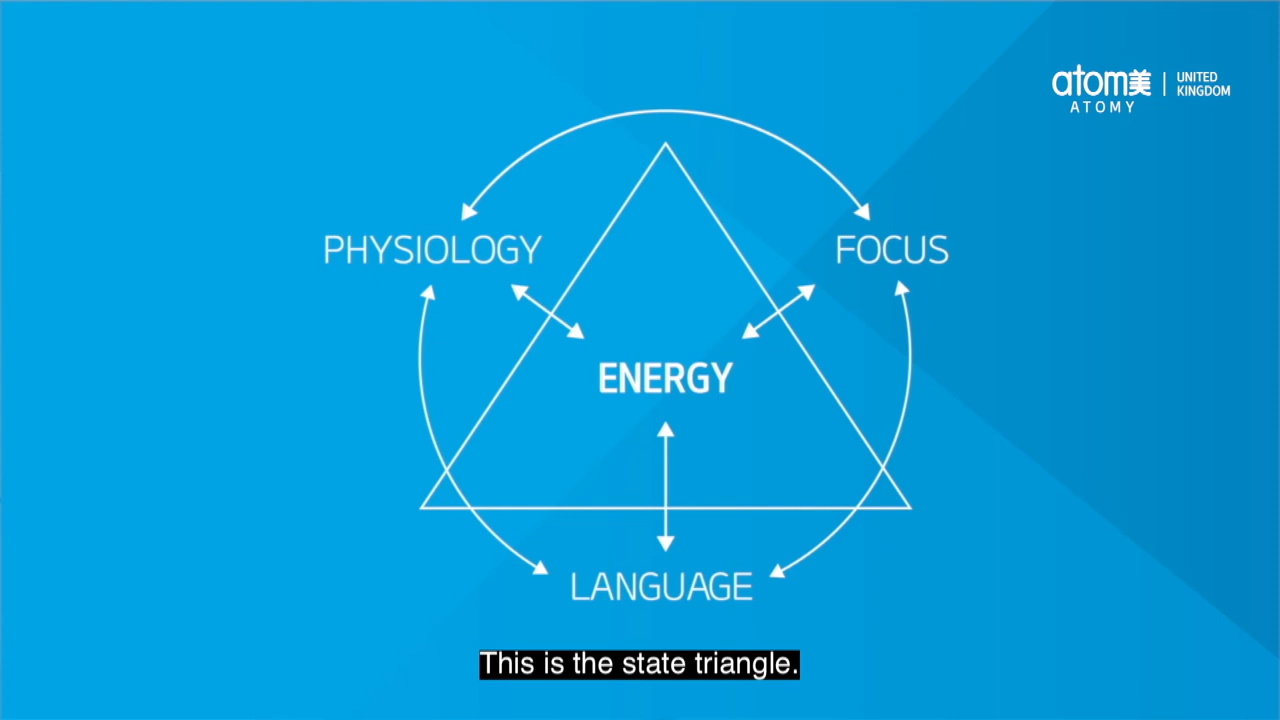 atom美
ATOMY
UNITED
KINGDOM
PHYSIOLOGY
FOCUS
ENERGY
LANGUAGE
This is the state triangle.